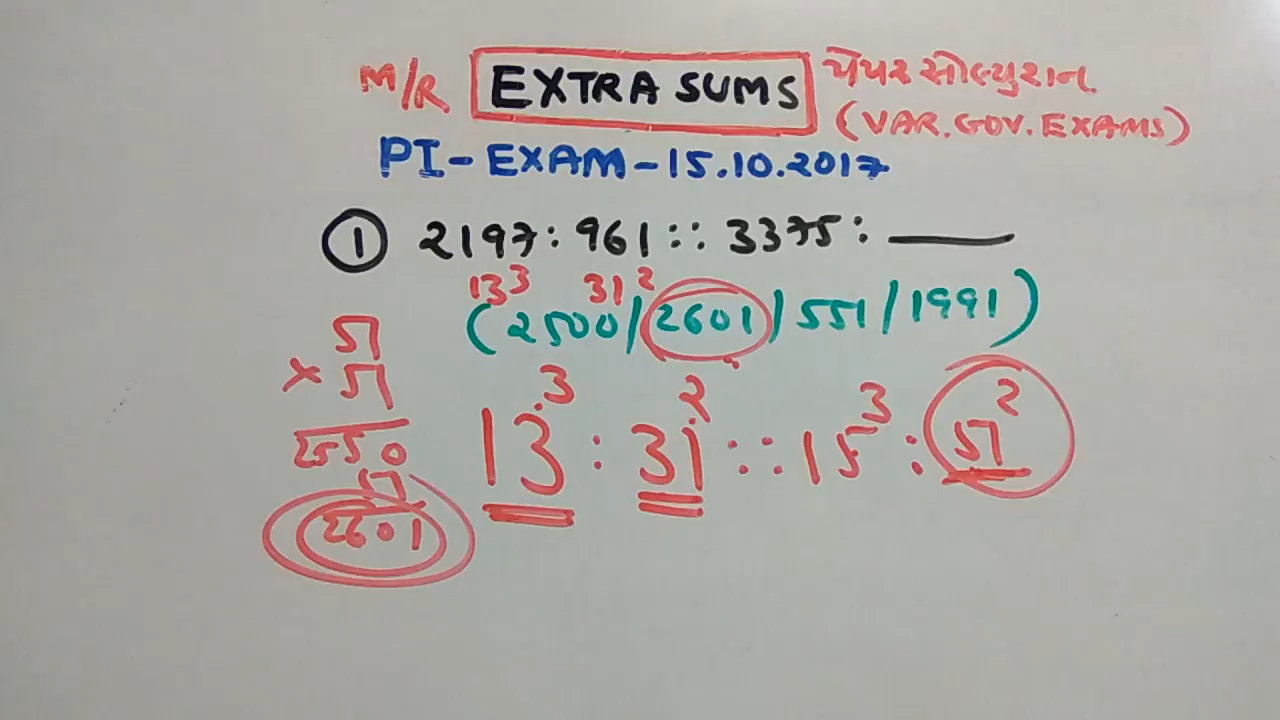 M/R EXTRA SUMS પેપર સોલ્યુશન
(VAR. GOV. EXAMS)
PI-EXAM-15.10.2017
① 2197 : 961 :: 3375 : ____
13³ 31²
(2500/2601/551/1991)
51
× 51
2550
51
2601
13³ : 31² :: 15³ : 51²